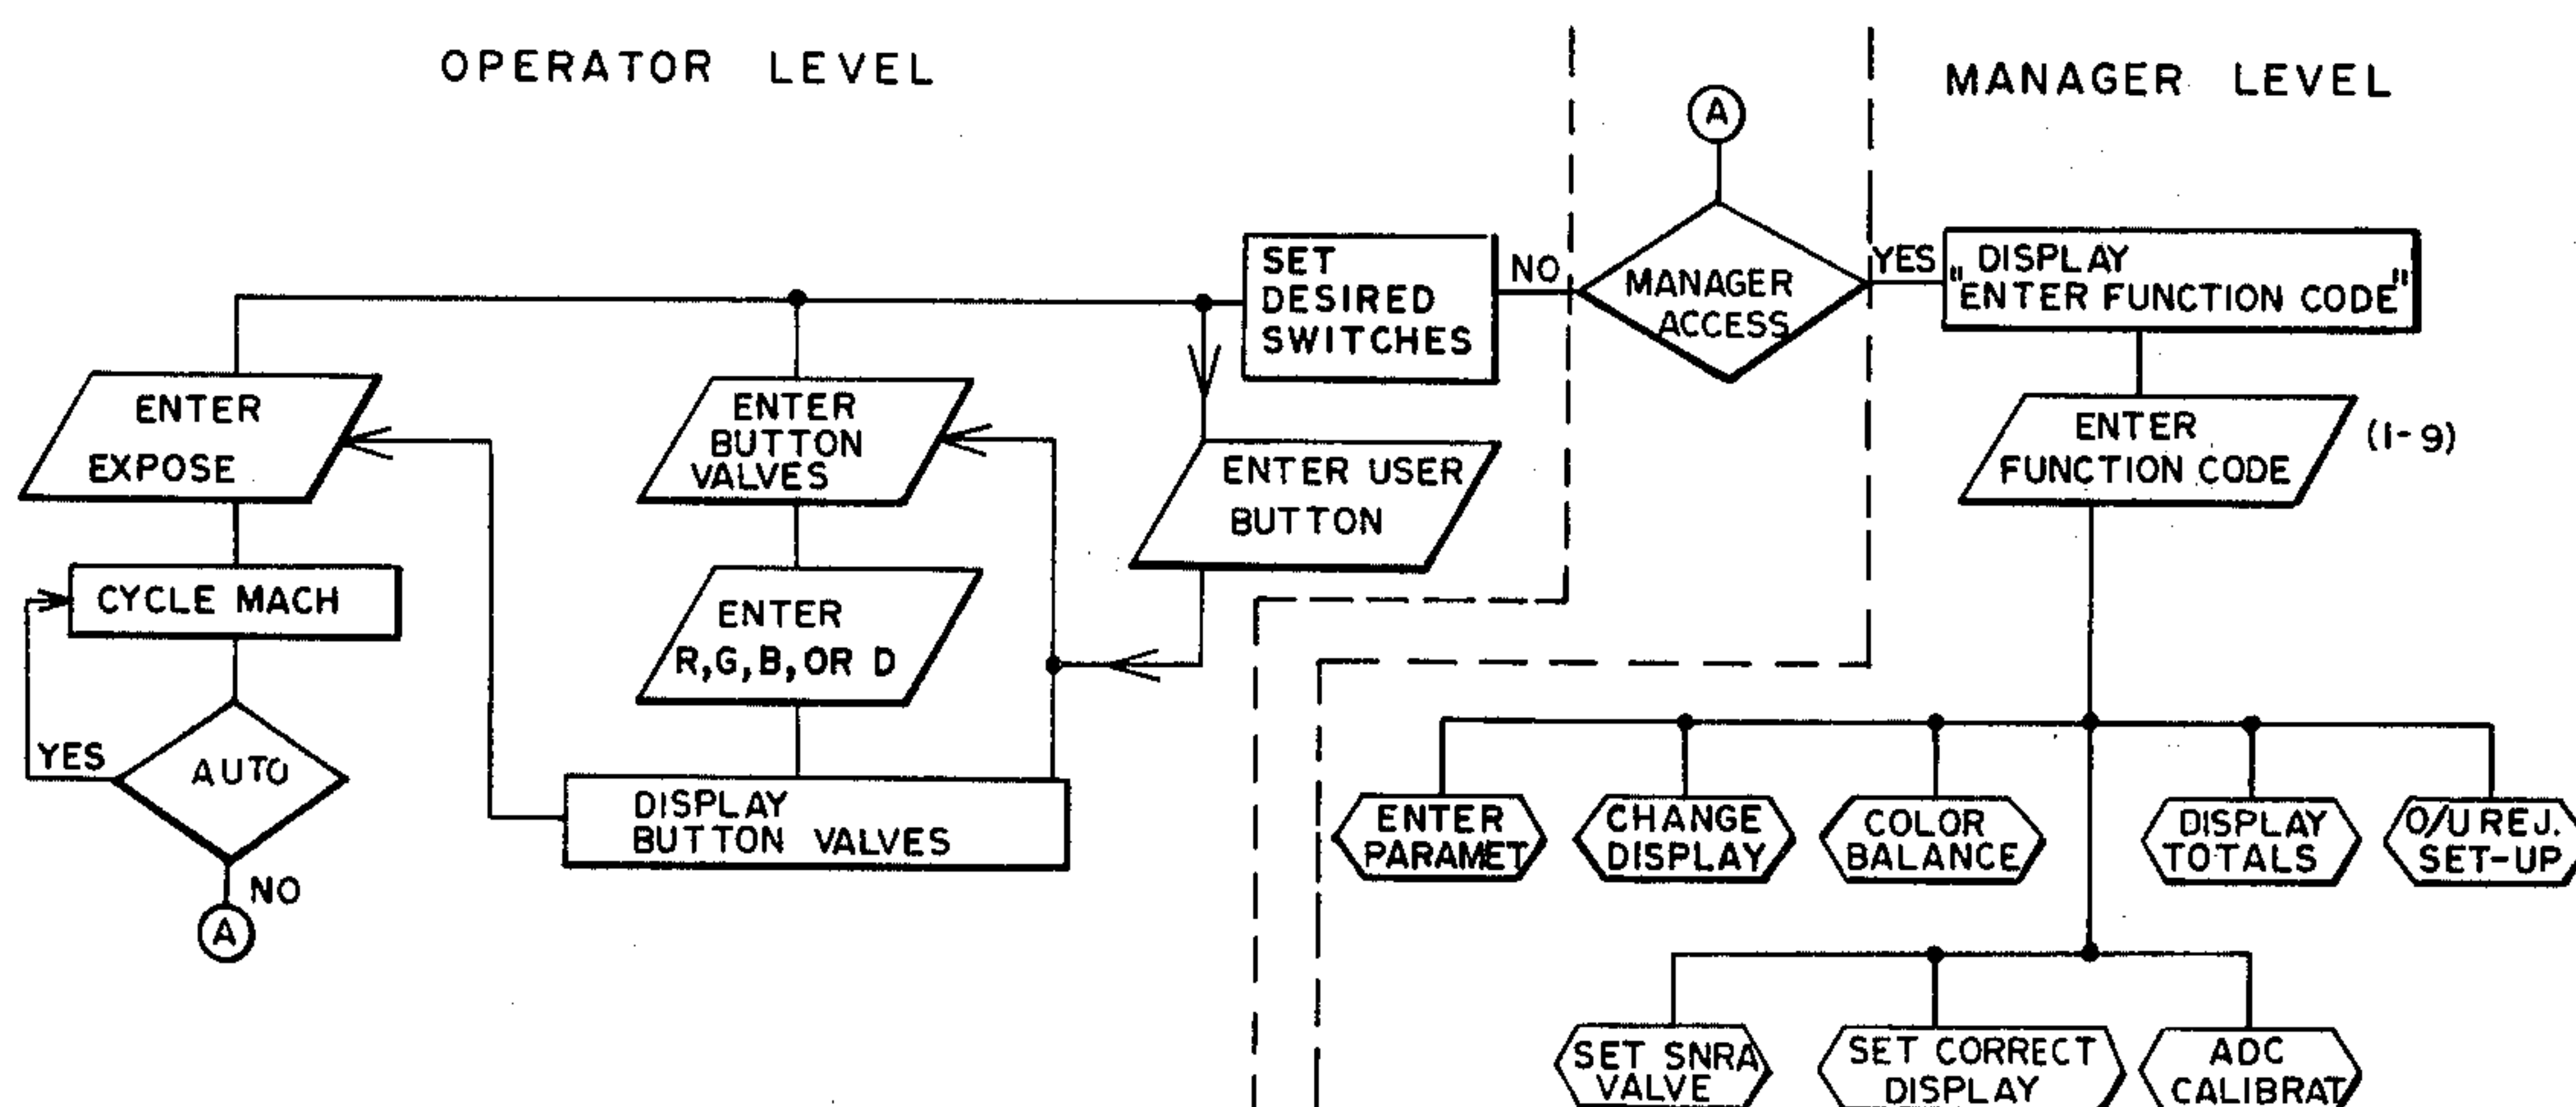 OPERATOR LEVEL
MANAGER LEVEL
A
SET
DESIRED
SWITCHES
NO
MANAGER
ACCESS
YES
DISPLAY
"ENTER FUNCTION CODE"
ENTER
EXPOSE
ENTER
BUTTON
VALVES
ENTER USER
BUTTON
ENTER
FUNCTION CODE
(1-9)
CYCLE MACH
ENTER
R,G,B, OR D
YES
AUTO
NO
A
DISPLAY
BUTTON VALVES
ENTER
PARAMET
CHANGE
DISPLAY
COLOR
BALANCE
DISPLAY
TOTALS
O/U REJ.
SET-UP
SET SNRA
VALVE
SET CORRECT
DISPLAY
ADC
CALIBRAT